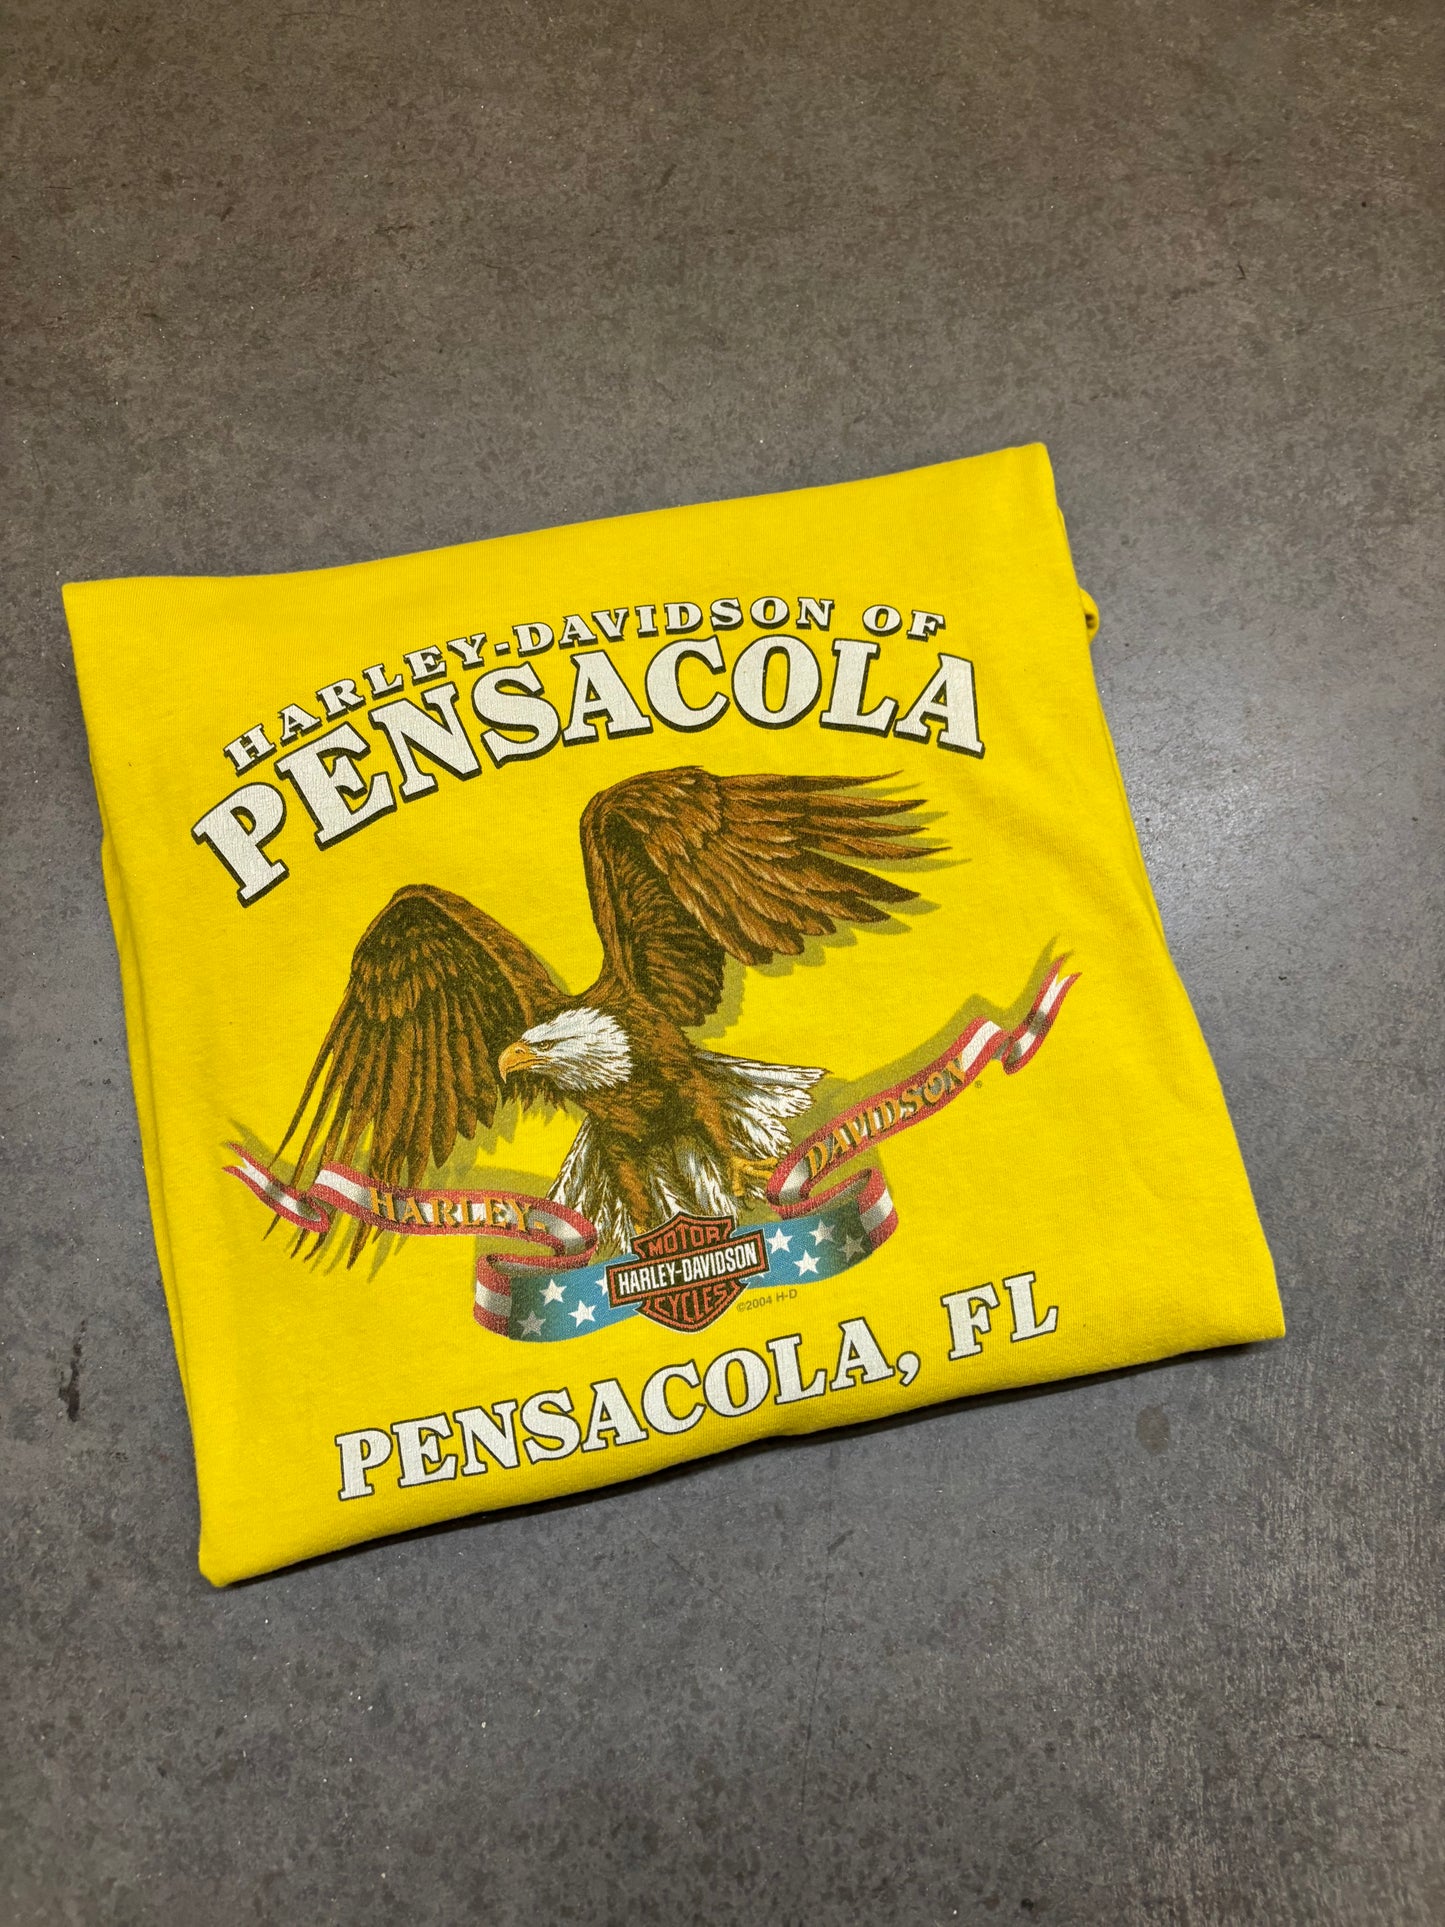 HARLEY-DAVIDSON OF
PENSACOLA
HARLEY-
DAVIDSON®
MOTOR
HARLEY-DAVIDSON
CYCLES
©2004 H-D
PENSACOLA, FL